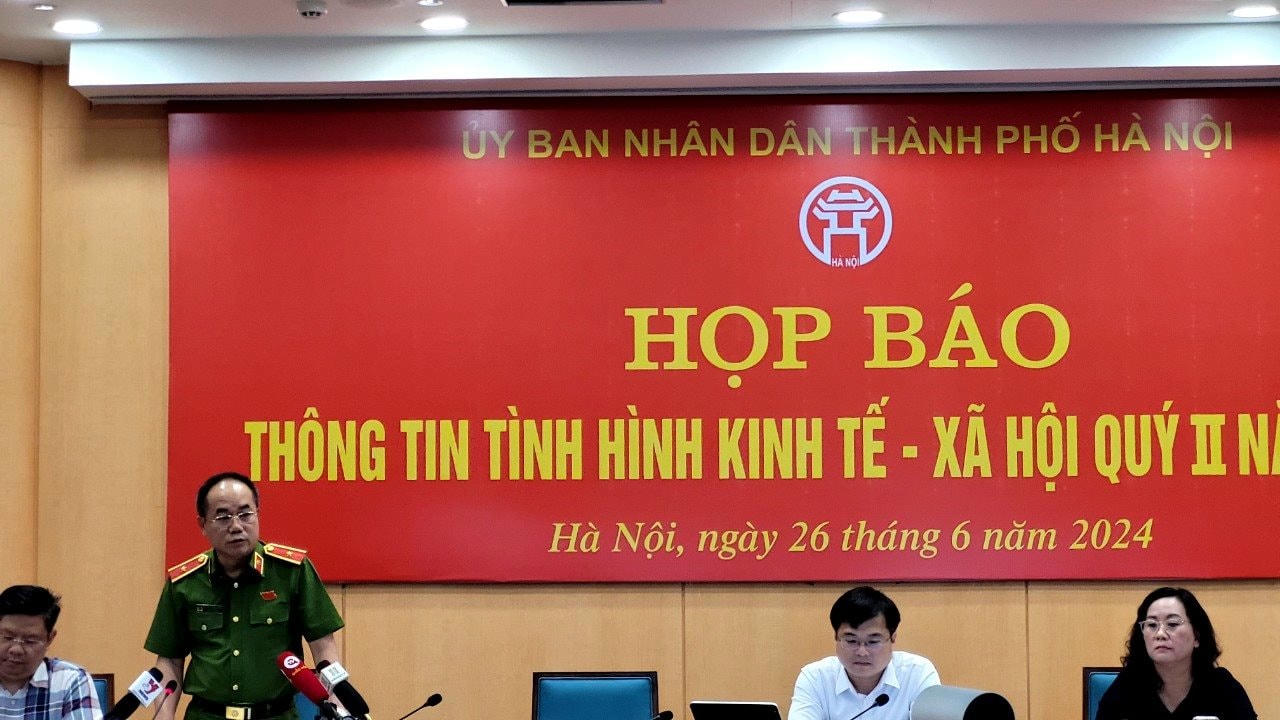 ỦY BAN NHÂN DÂN THÀNH PHỐ HÀ NỘI
HÀ NỘI
HỌP BÁO
THÔNG TIN TÌNH HÌNH KINH TẾ - XÃ HỘI QUÝ II NĂ
Hà Nội, ngày 26 tháng 6 năm 2024